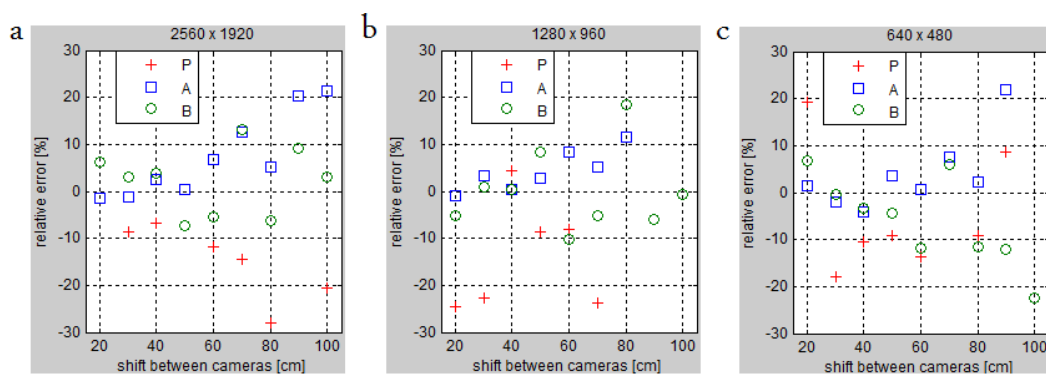 a
2560 x 1920
30
20
10
0
-10
-20
-30
relative error [%]
P
A
B
20 40 60 80 100
shift between cameras [cm]
b
1280 x 960
30
20
10
0
-10
-20
-30
relative error [%]
P
A
B
20 40 60 80 100
shift between cameras [cm]
c
640 x 480
30
20
10
0
-10
-20
-30
relative error [%]
P
A
B
20 40 60 80 100
shift between cameras [cm]